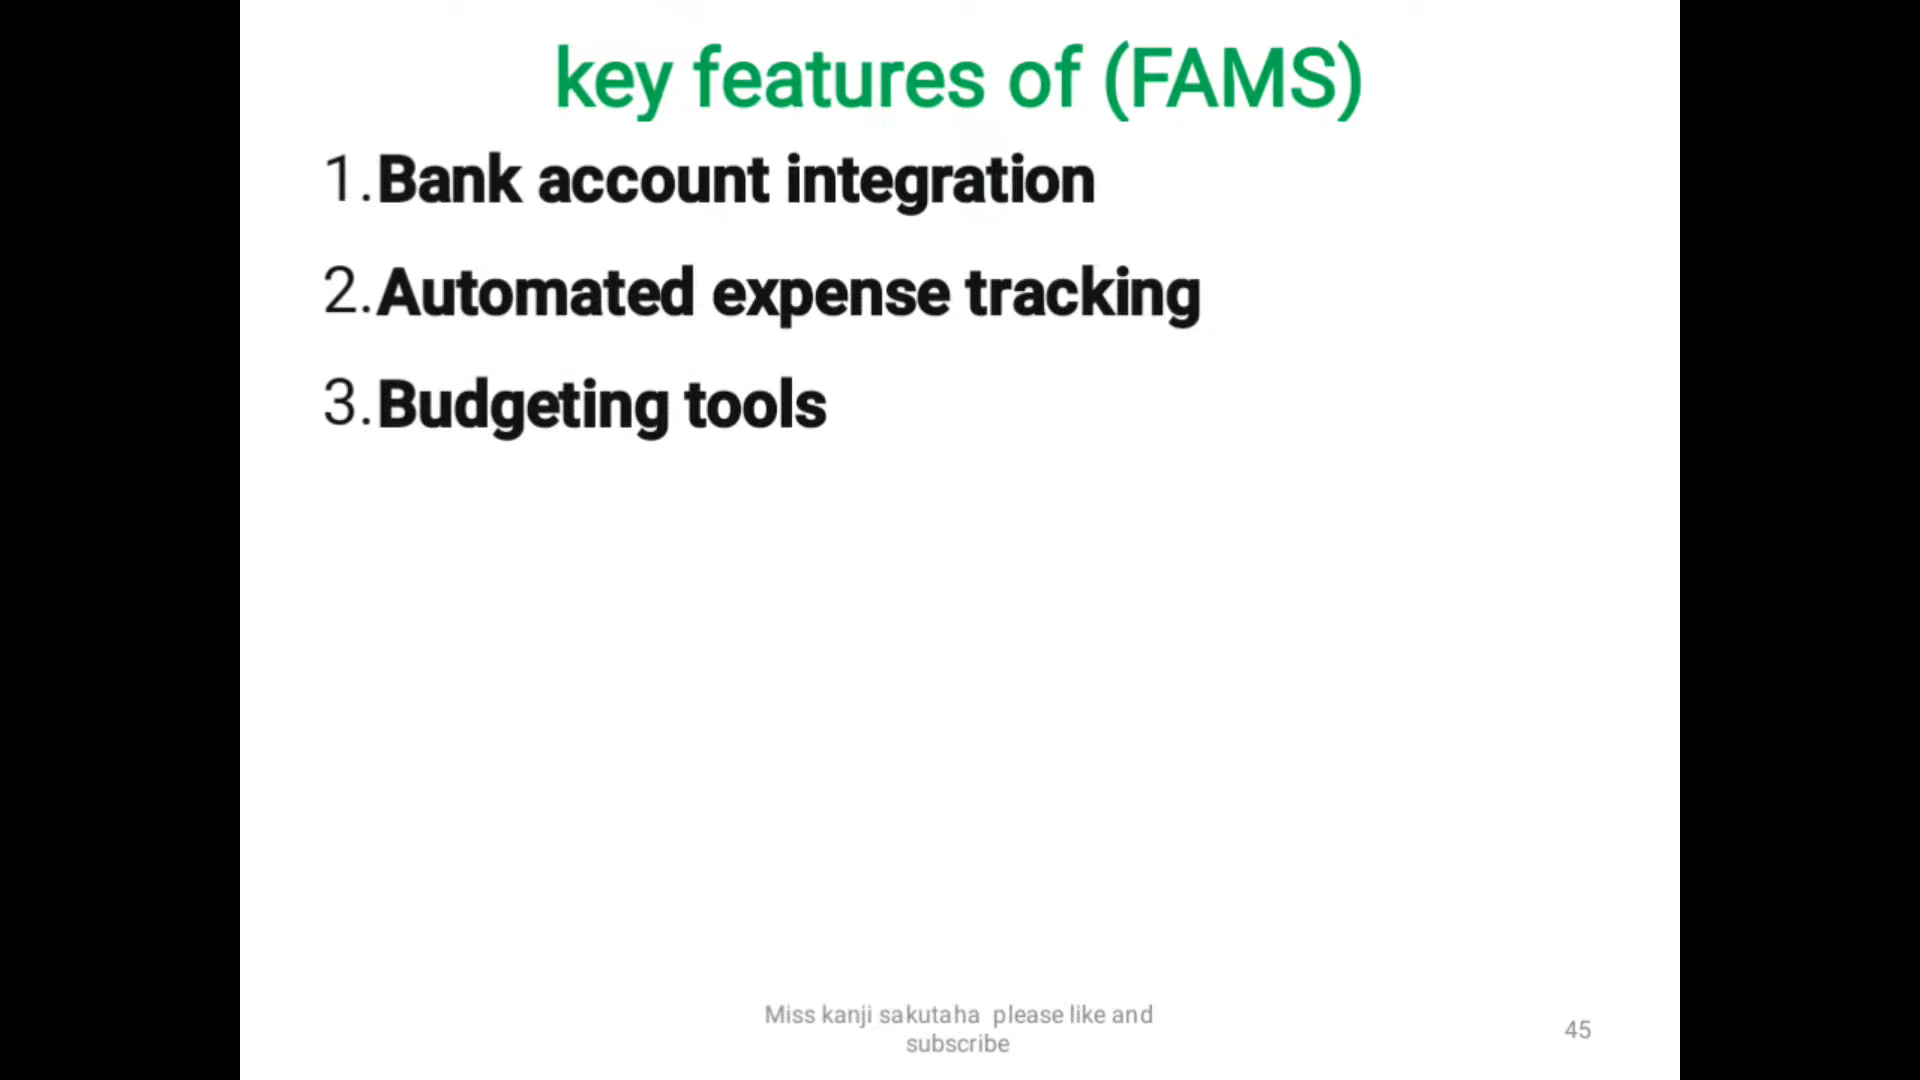 key features of (FAMS)
1.Bank account integration
2.Automated expense tracking
3.Budgeting tools
Miss kanji sakutaha please like and
subscribe
45